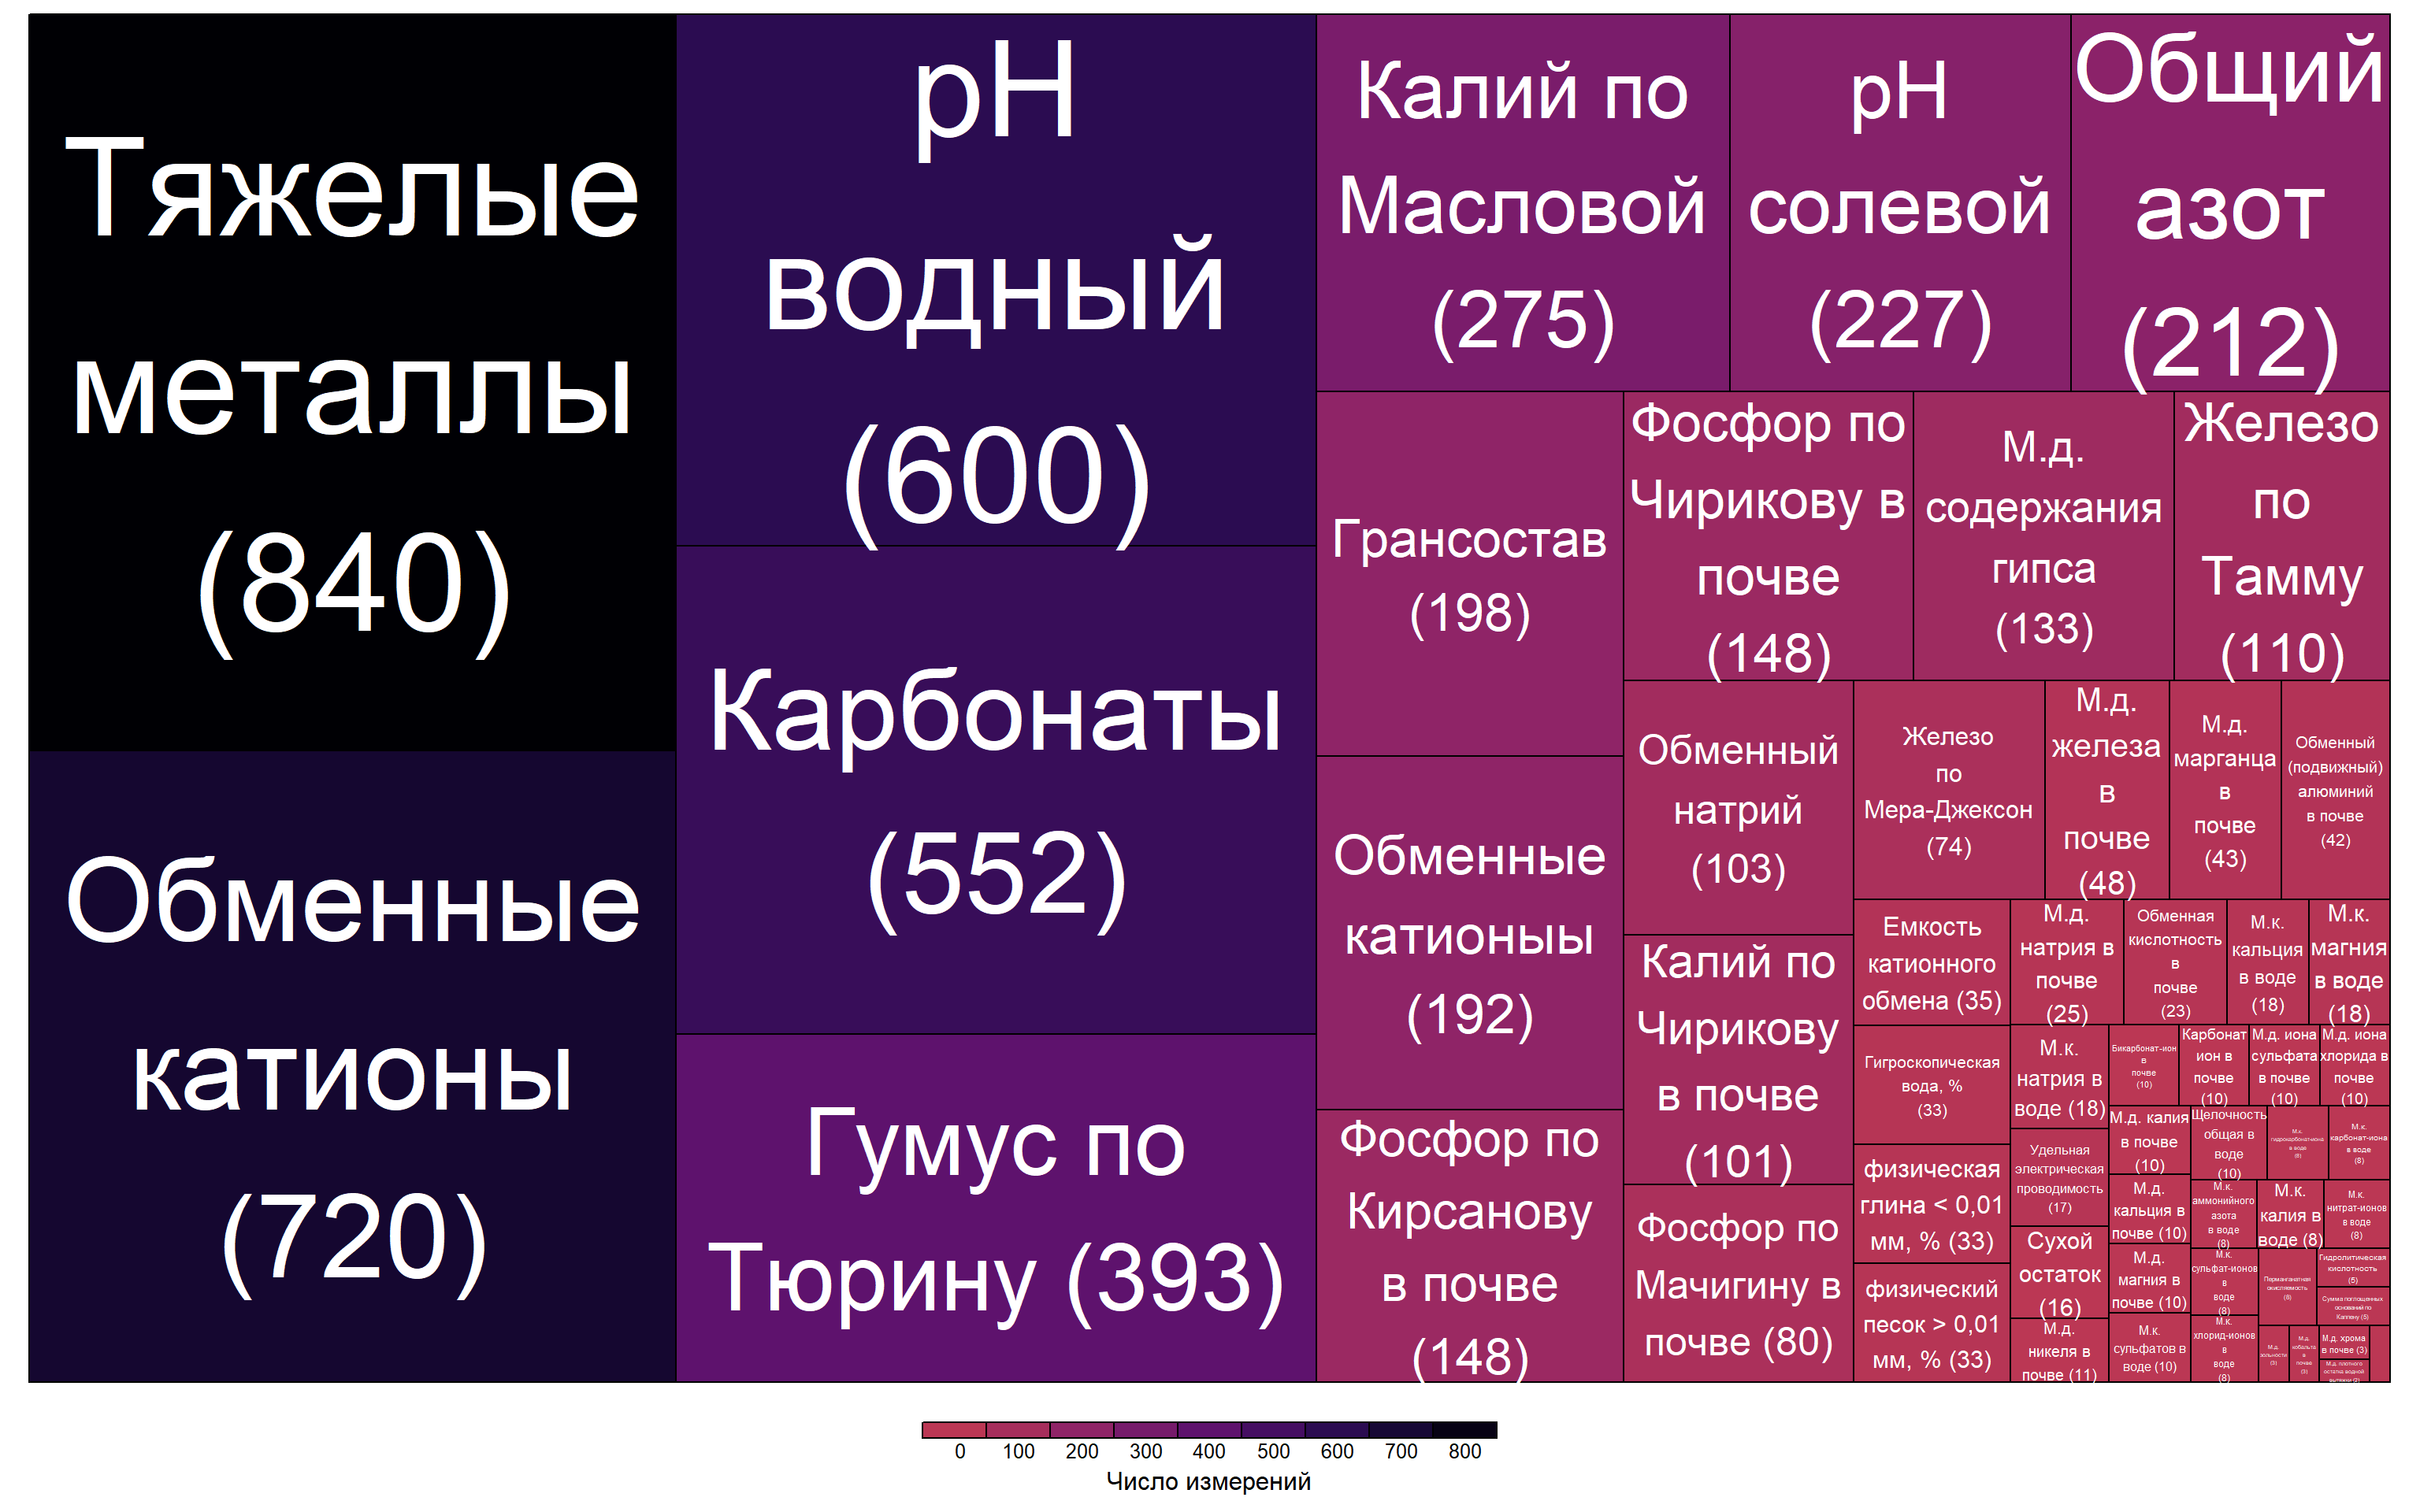 Тяжелые
металлы
(840)
Обменные
катионы
(720)
pH
водный
(600)
Карбонаты
(552)
Гумус по
Тюрину (393)
Калий по
Масловой
(275)
pH
солевой
(227)
Общий
азот
(212)
Грансостав
(198)
Обменные
катионыы
(192)
Фосфор по
Кирсанову
в почве
(148)
Фосфор по
Чирикову в
почве
(148)
М.д.
содержания
гипса
(133)
Железо
по
Тамму
(110)
Обменный
натрий
(103)
Калий по
Чирикову
в почве
(101)
Фосфор по
Мачигину в
почве (80)
Железо
по
Мера-Джексон
(74)
М.д.
железа
в
почве
(48)
М.д.
марганца
в
почве
(43)
Обменный
(подвижный)
алюминий
в почве
(42)
Емкость
катионного
обмена (35)
Гигроскопическая
вода, %
(33)
физическая
глина < 0,01
мм, % (33)
физический
песок > 0,01
мм, % (33)
М.д.
натрия в
почве
(25)
Обменная
кислотность
в
почве
(23)
М.к.
кальция
в воде
(18)
М.к.
магния
в воде
(18)
М.к.
натрия в
воде (18)
Удельная
электрическая
проводимость
(17)
Сухой
остаток
(16)
М.д.
никеля в
почве (11)
Бикарбонат-ион
в
почве
(10)
Карбонат
ион в
почве
(10)
М.д. иона
сульфата
в почве
(10)
М.д. иона
хлорида в
почве
(10)
М.д. калия
в почве
(10)
М.д.
кальция в
почве (10)
М.д.
магния в
почве (10)
М.к.
сульфатов в
воде (10)
Щелочность
общая в
воде
(10)
М.к.
гидрокарбонат-иона
в воде
(8)
М.к.
карбонат-иона
в воде
(8)
М.к.
аммонийного
азота
в воде
(8)
М.к.
калия в
воде (8)
М.к.
нитрат-ионов
в воде
(8)
М.к.
сульфат-ионов
в
воде
(8)
М.к.
хлорид-ионов
в
воде
(8)
Перманганатная
окисляемость
Гидролитическая
кислотность
(5)
Сумма поглощенных
оснований по
Каппену (5)
М.д.
зольности
(3)
М.д.
кобальта
в
почве
(3)
М.д. хрома
в почве (3)
М.д. плотного
остатка водной
вытяжки (2)
0 100 200 300 400 500 600 700 800
Число измерений